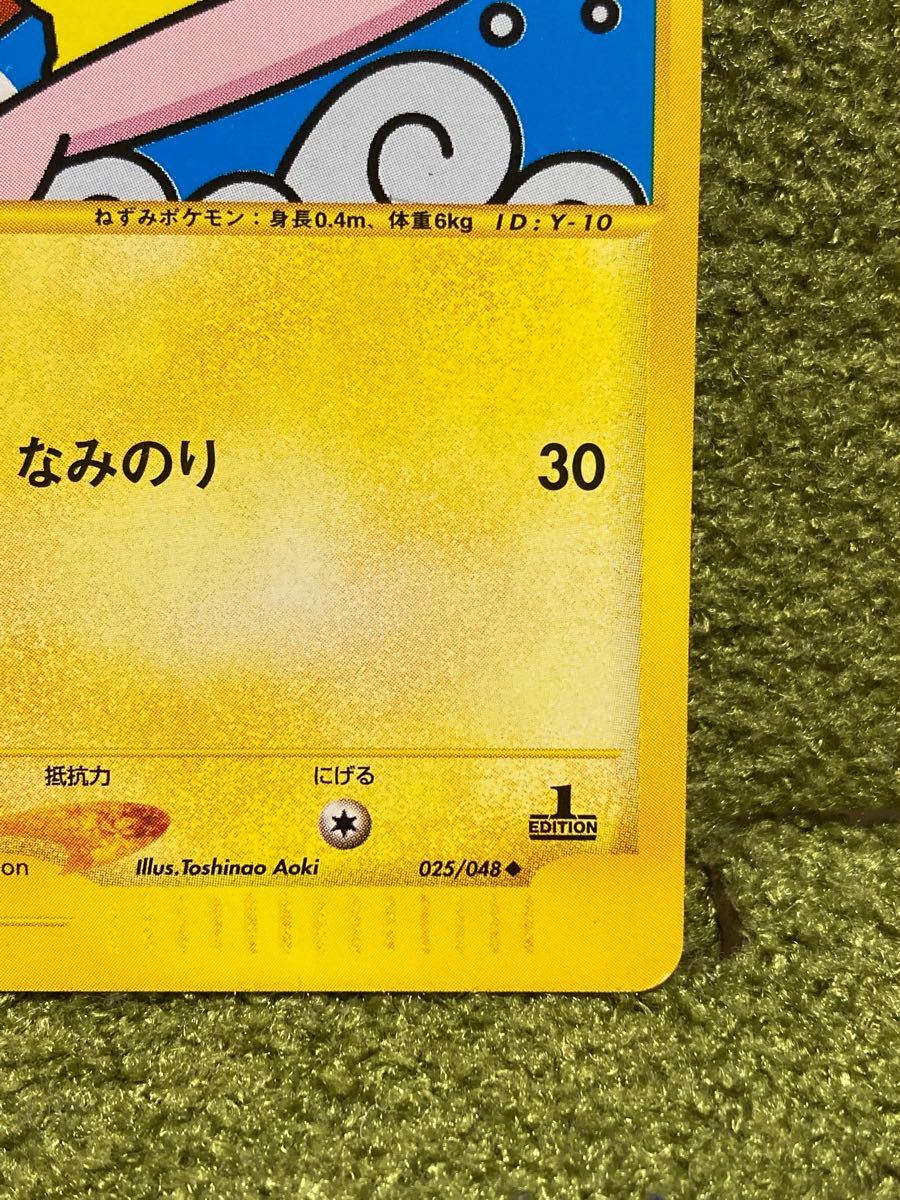 ねずみポケモン：身長0.4m、体重6kg ID:Y-10
なみのり 30
抵抗力 にげる
1 EDITION
on Illus.Toshinao Aoki 025/048◆